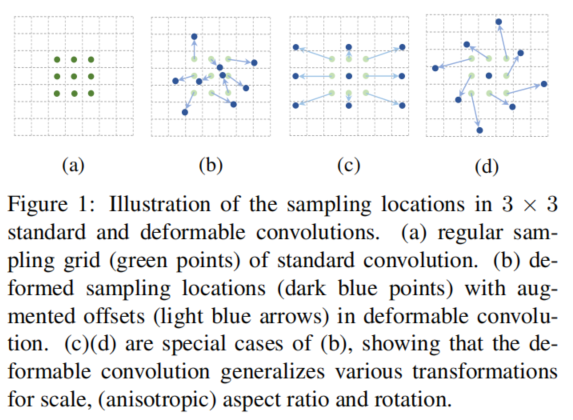 (a) (b) (c) (d)
Figure 1: Illustration of the sampling locations in 3 × 3
standard and deformable convolutions. (a) regular sam-
pling grid (green points) of standard convolution. (b) de-
formed sampling locations (dark blue points) with aug-
mented offsets (light blue arrows) in deformable convolu-
tion. (c)(d) are special cases of (b), showing that the de-
formable convolution generalizes various transformations
for scale, (anisotropic) aspect ratio and rotation.